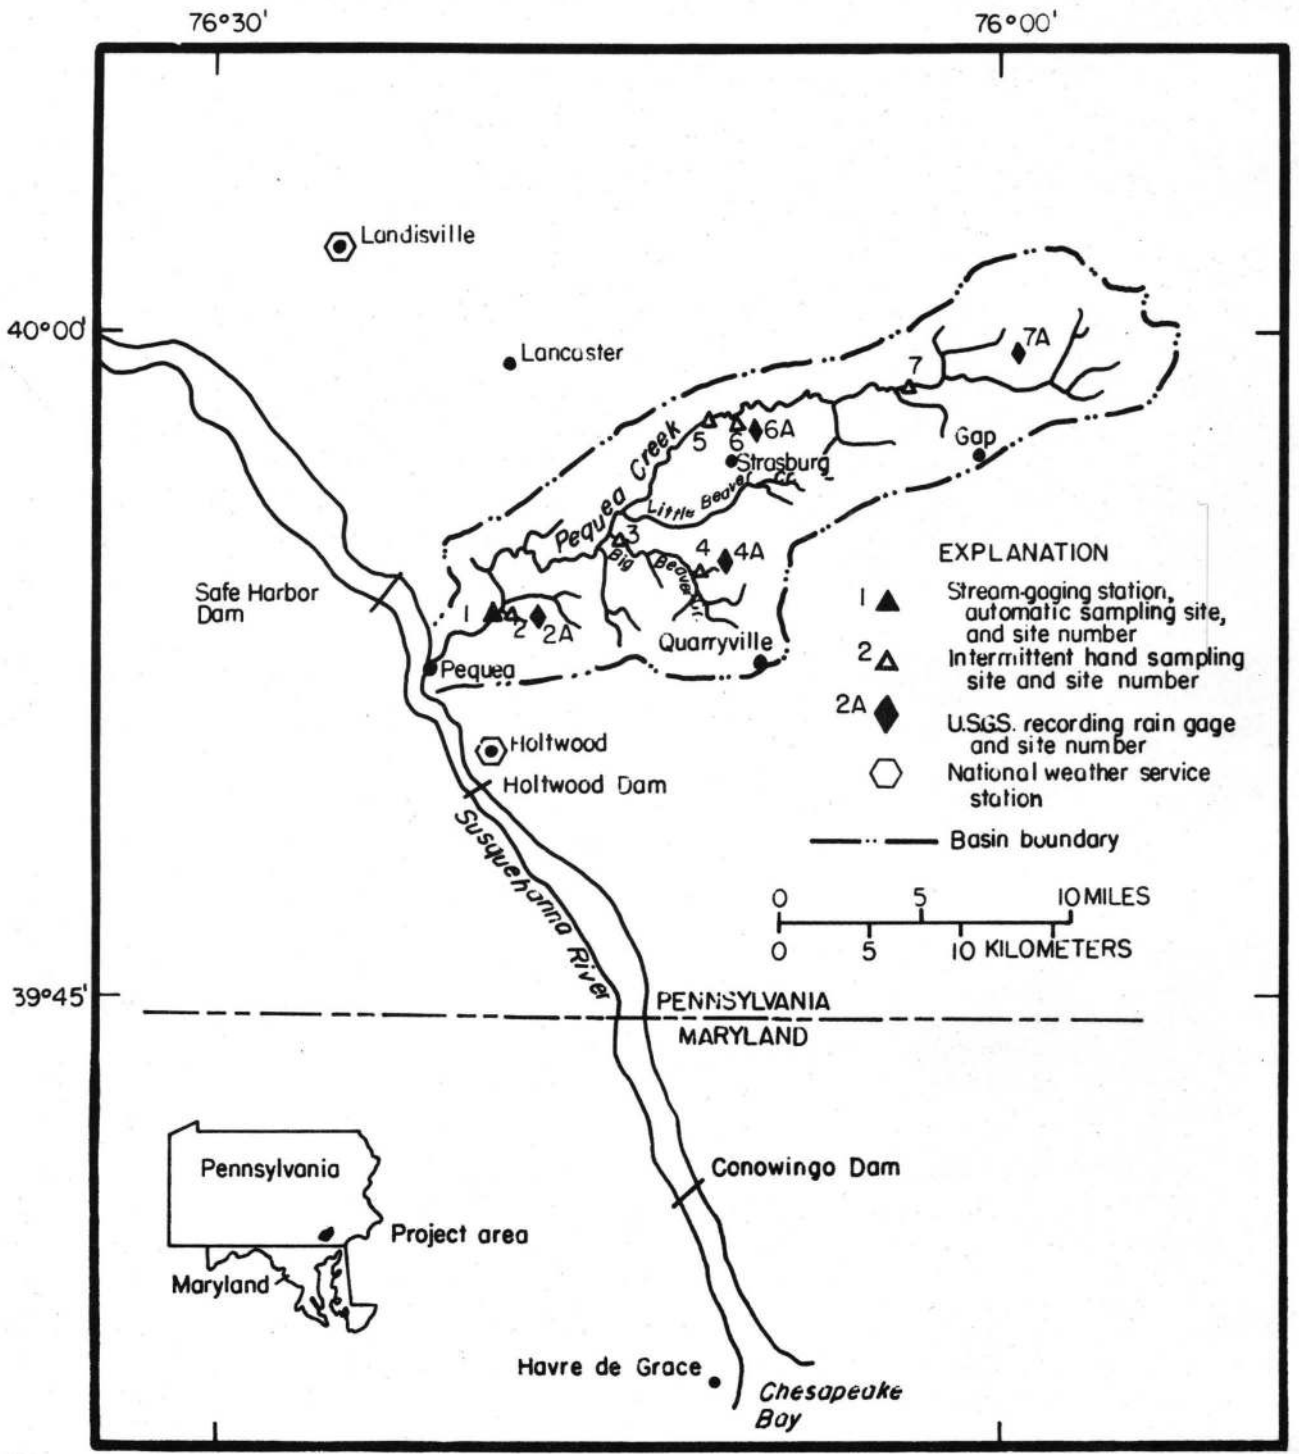 76°30'
76°00'
Landisville
40°00'
Lancaster
7A
7
5
6
6A
Gap
Strasburg
Pequea Creek
Little Beaver Cr.
3
Big
Beaver Cr.
4
4A
EXPLANATION
Safe Harbor
Dam
1
2
2A
Quarryville
Pequea
1
Stream-gaging station,
automatic sampling site,
and site number
2
Intermittent hand sampling
site and site number
2A
U.S.G.S. recording rain gage
and site number
National weather service
station
Holtwood
Holtwood Dam
Basin boundary
Susquehanna River
0 5 10 MILES
0 5 10 KILOMETERS
39°45'
PENNSYLVANIA
MARYLAND
Pennsylvania
Conowingo Dam
Project area
Maryland
Havre de Grace
Chesapeake
Bay